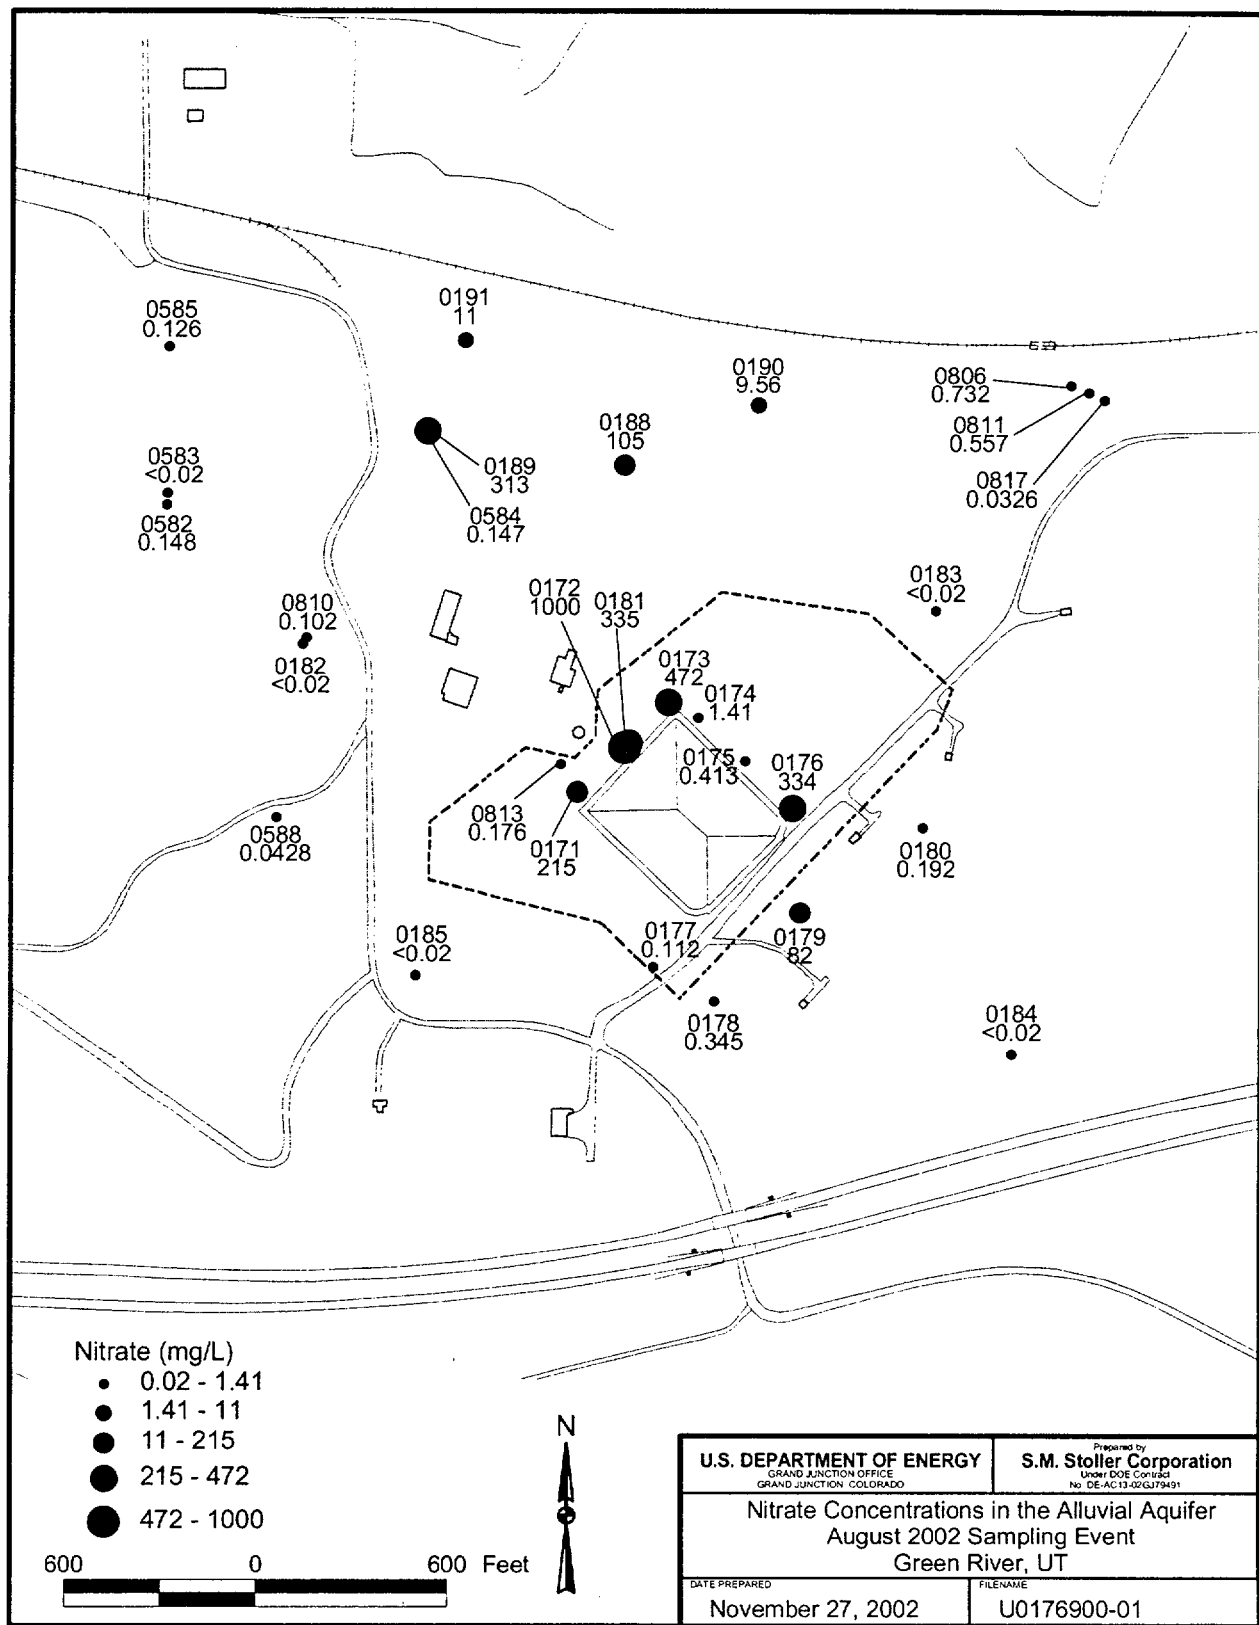 0585
0.126
0191
11
0190
9.56
0806
0.732
0811
0.557
0817
0.0326
0188
105
0189
313
0584
0.147
0583
<0.02
0582
0.148
0183
<0.02
0172
1000
0181
335
0810
0.102
0182
<0.02
0173
472
0174
1.41
0175
0.413
0176
334
0813
0.176
0171
215
0588
0.0428
0180
0.192
0185
<0.02
0177
0.112
0179
82
0178
0.345
0184
<0.02
Nitrate (mg/L)
0.02 - 1.41
1.41 - 11
11 - 215
215 - 472
472 - 1000
600 0 600 Feet
N
U.S. DEPARTMENT OF ENERGY
GRAND JUNCTION OFFICE
GRAND JUNCTION COLORADO
Prepared by
S.M. Stoller Corporation
Under DOE Contract
No. DE-AC13-02GJ79491
Nitrate Concentrations in the Alluvial Aquifer
August 2002 Sampling Event
Green River, UT
DATE PREPARED
November 27, 2002
FILENAME
U0176900-01